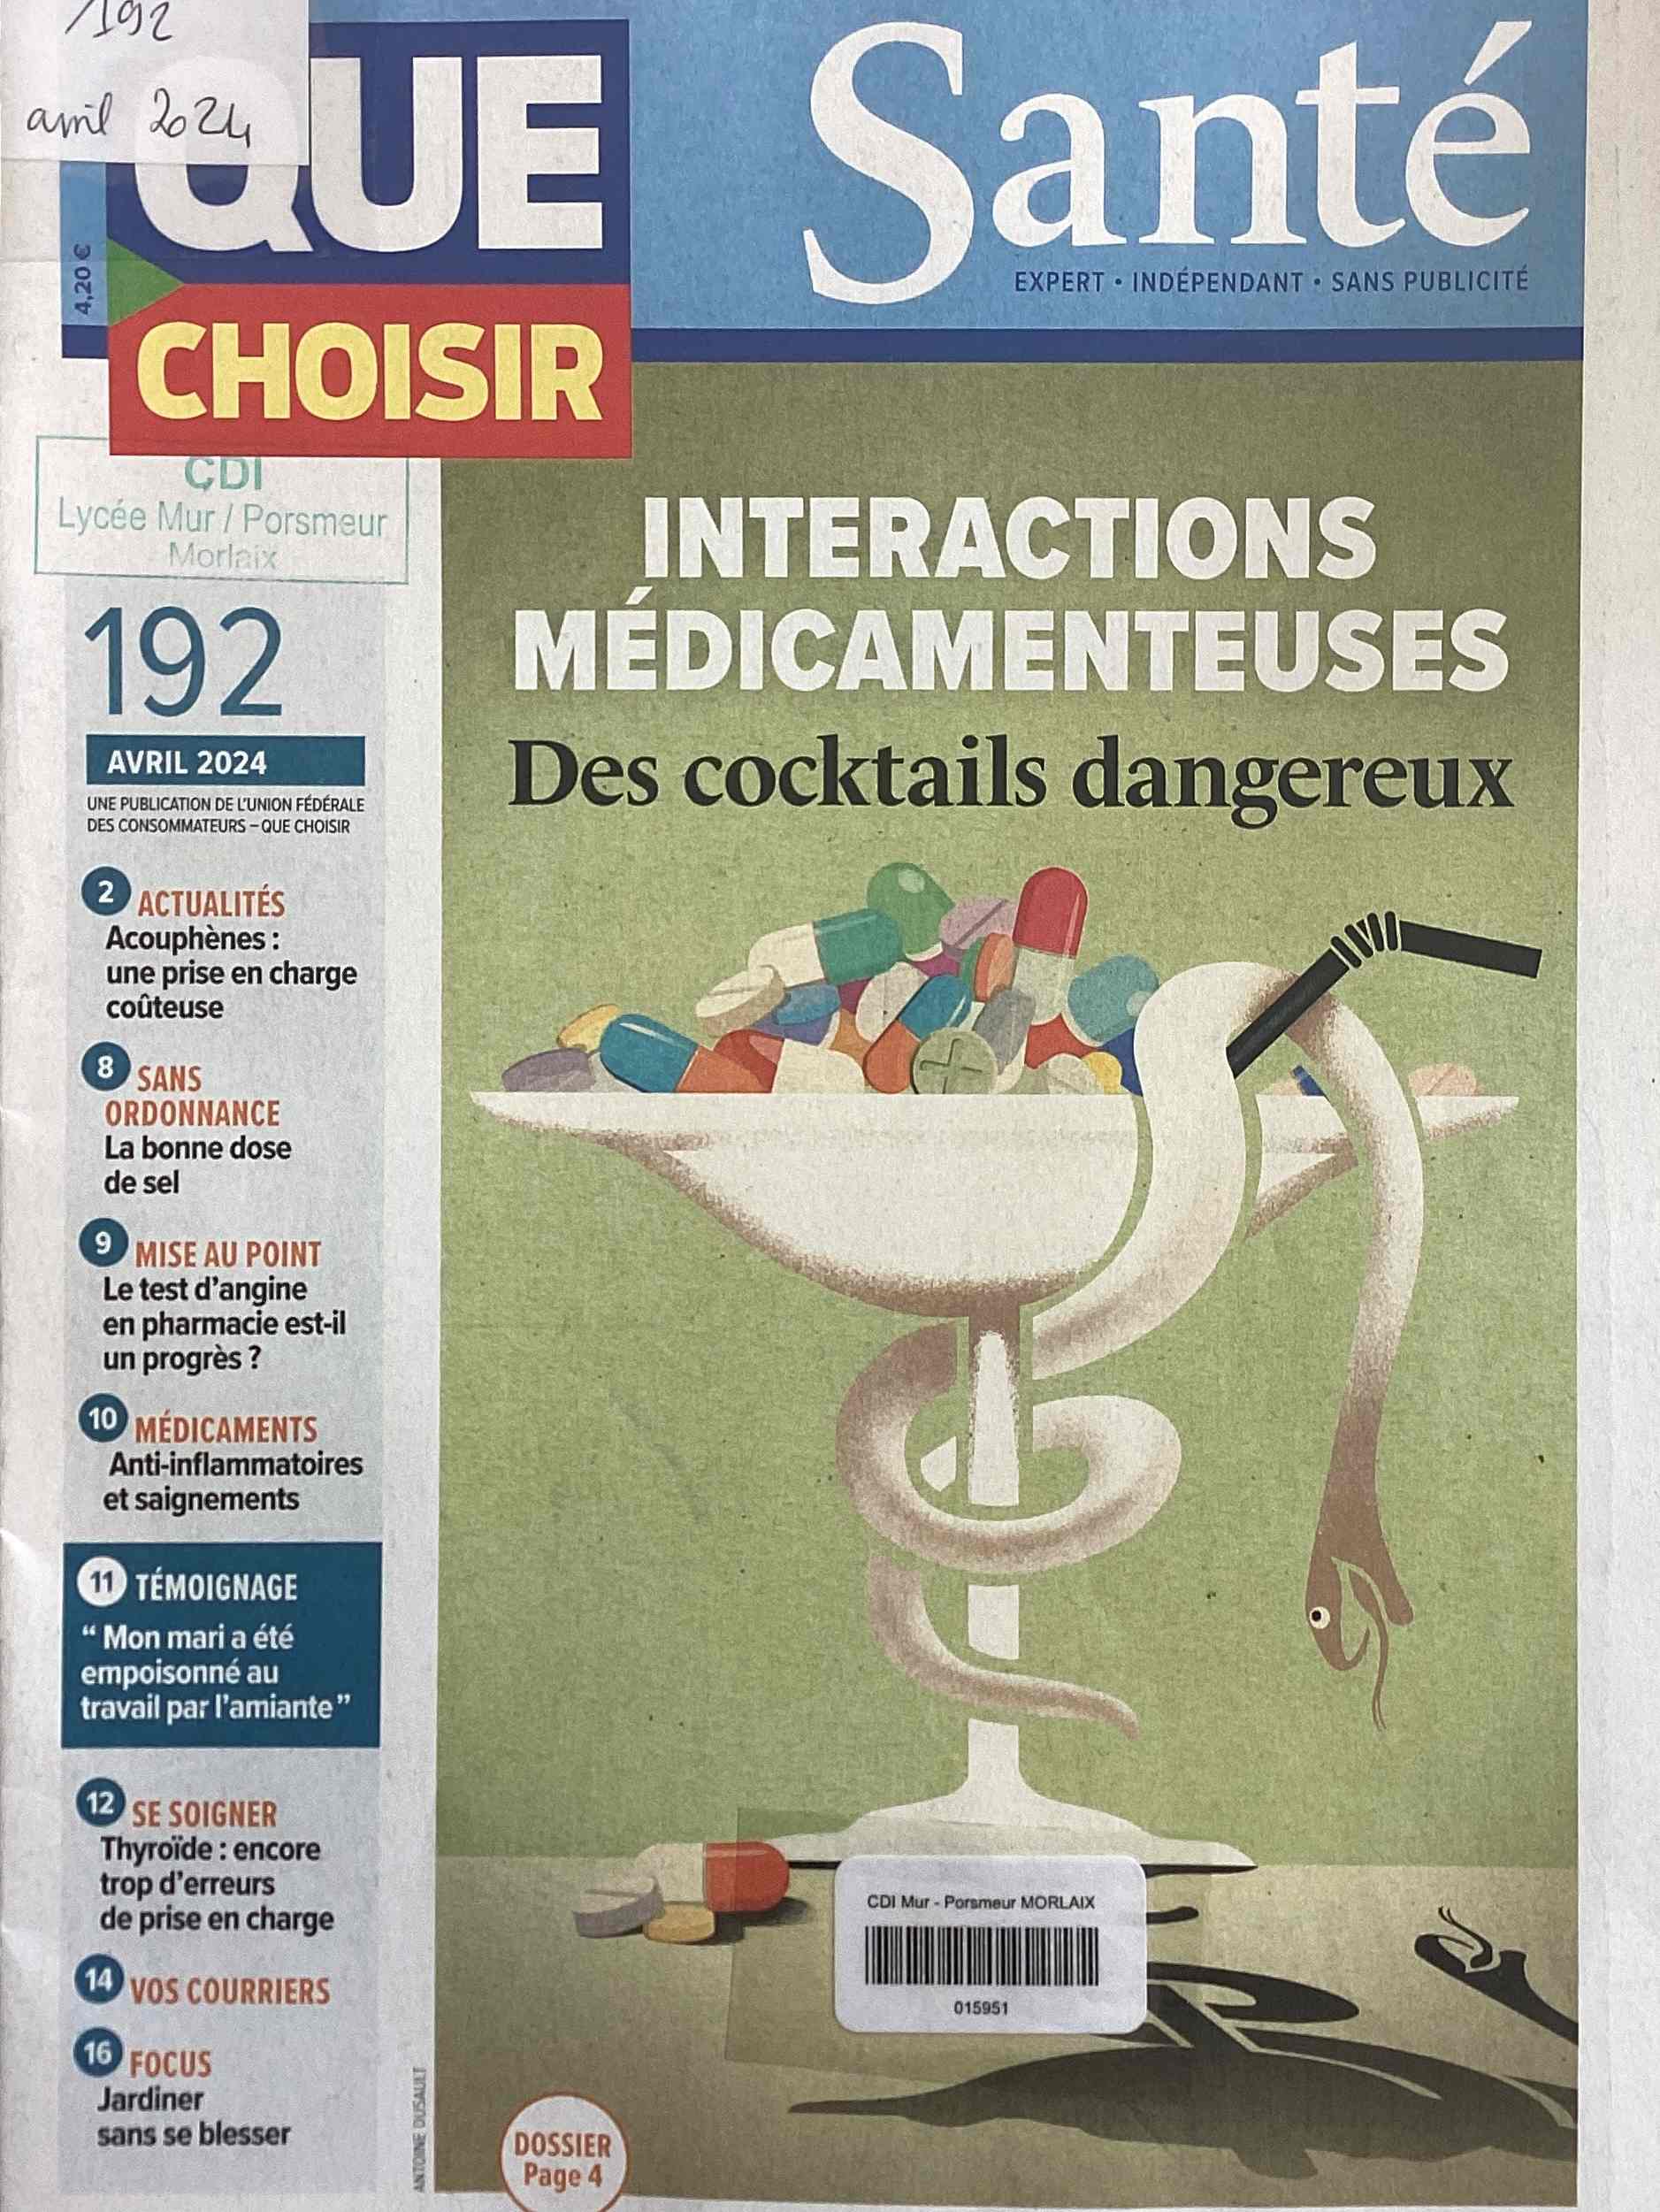 192
avril 2024
QUE
CHOISIR
4,20 €
Santé
EXPERT • INDÉPENDANT • SANS PUBLICITÉ
CDI
Lycée Mur / Porsmeur
Morlaix
192
AVRIL 2024
UNE PUBLICATION DE L'UNION FÉDÉRALE
DES CONSOMMATEURS – QUE CHOISIR
2 ACTUALITÉS
Acouphènes :
une prise en charge
coûteuse
8 SANS
ORDONNANCE
La bonne dose
de sel
9 MISE AU POINT
Le test d'angine
en pharmacie est-il
un progrès ?
10 MÉDICAMENTS
Anti-inflammatoires
et saignements
11 TÉMOIGNAGE
“ Mon mari a été
empoisonné au
travail par l'amiante ”
12 SE SOIGNER
Thyroïde : encore
trop d'erreurs
de prise en charge
14 VOS COURRIERS
16 FOCUS
Jardiner
sans se blesser
ANTOINE DUSAULT
INTERACTIONS
MÉDICAMENTEUSES
Des cocktails dangereux
CDI Mur - Porsmeur MORLAIX
015951
DOSSIER
Page 4